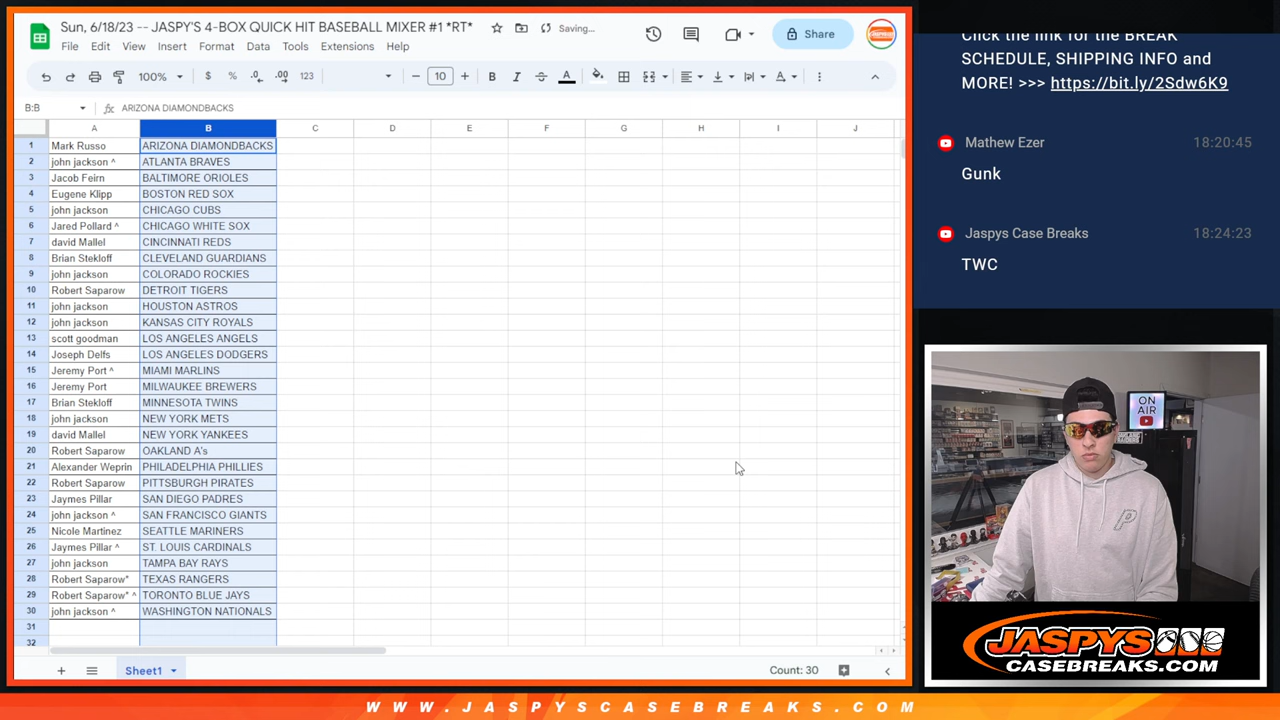 Sun, 6/18/23 -- JASPY'S 4-BOX QUICK HIT BASEBALL MIXER #1 *RT*
Saving...
Share
File Edit View Insert Format Data Tools Extensions Help
100% $ % .0 .00 123 10 B I A
B:B fx ARIZONA DIAMONDBACKS
A B C D E F G H I J
1 Mark Russo ARIZONA DIAMONDBACKS
2 john jackson ^ ATLANTA BRAVES
3 Jacob Feirn BALTIMORE ORIOLES
4 Eugene Klipp BOSTON RED SOX
5 john jackson CHICAGO CUBS
6 Jared Pollard ^ CHICAGO WHITE SOX
7 david Mallel CINCINNATI REDS
8 Brian Stekloff CLEVELAND GUARDIANS
9 john jackson COLORADO ROCKIES
10 Robert Saparow DETROIT TIGERS
11 john jackson HOUSTON ASTROS
12 john jackson KANSAS CITY ROYALS
13 scott goodman LOS ANGELES ANGELS
14 Joseph Delfs LOS ANGELES DODGERS
15 Jeremy Port ^ MIAMI MARLINS
16 Jeremy Port MILWAUKEE BREWERS
17 Brian Stekloff MINNESOTA TWINS
18 john jackson NEW YORK METS
19 david Mallel NEW YORK YANKEES
20 Robert Saparow OAKLAND A's
21 Alexander Weprin PHILADELPHIA PHILLIES
22 Robert Saparow PITTSBURGH PIRATES
23 Jaymes Pillar SAN DIEGO PADRES
24 john jackson ^ SAN FRANCISCO GIANTS
25 Nicole Martinez SEATTLE MARINERS
26 Jaymes Pillar ^ ST. LOUIS CARDINALS
27 john jackson TAMPA BAY RAYS
28 Robert Saparow* TEXAS RANGERS
29 Robert Saparow* ^ TORONTO BLUE JAYS
30 john jackson ^ WASHINGTON NATIONALS
31
32
Sheet1
Count: 30
Click the link for the BREAK
SCHEDULE, SHIPPING INFO and
MORE! >>> https://bit.ly/2Sdw6K9
Mathew Ezer 18:20:45
Gunk
Jaspys Case Breaks 18:24:23
TWC
ON
AIR
P
JASPYS
CASEBREAKS.COM
WWW.JASPYSCASEBREAKS.COM